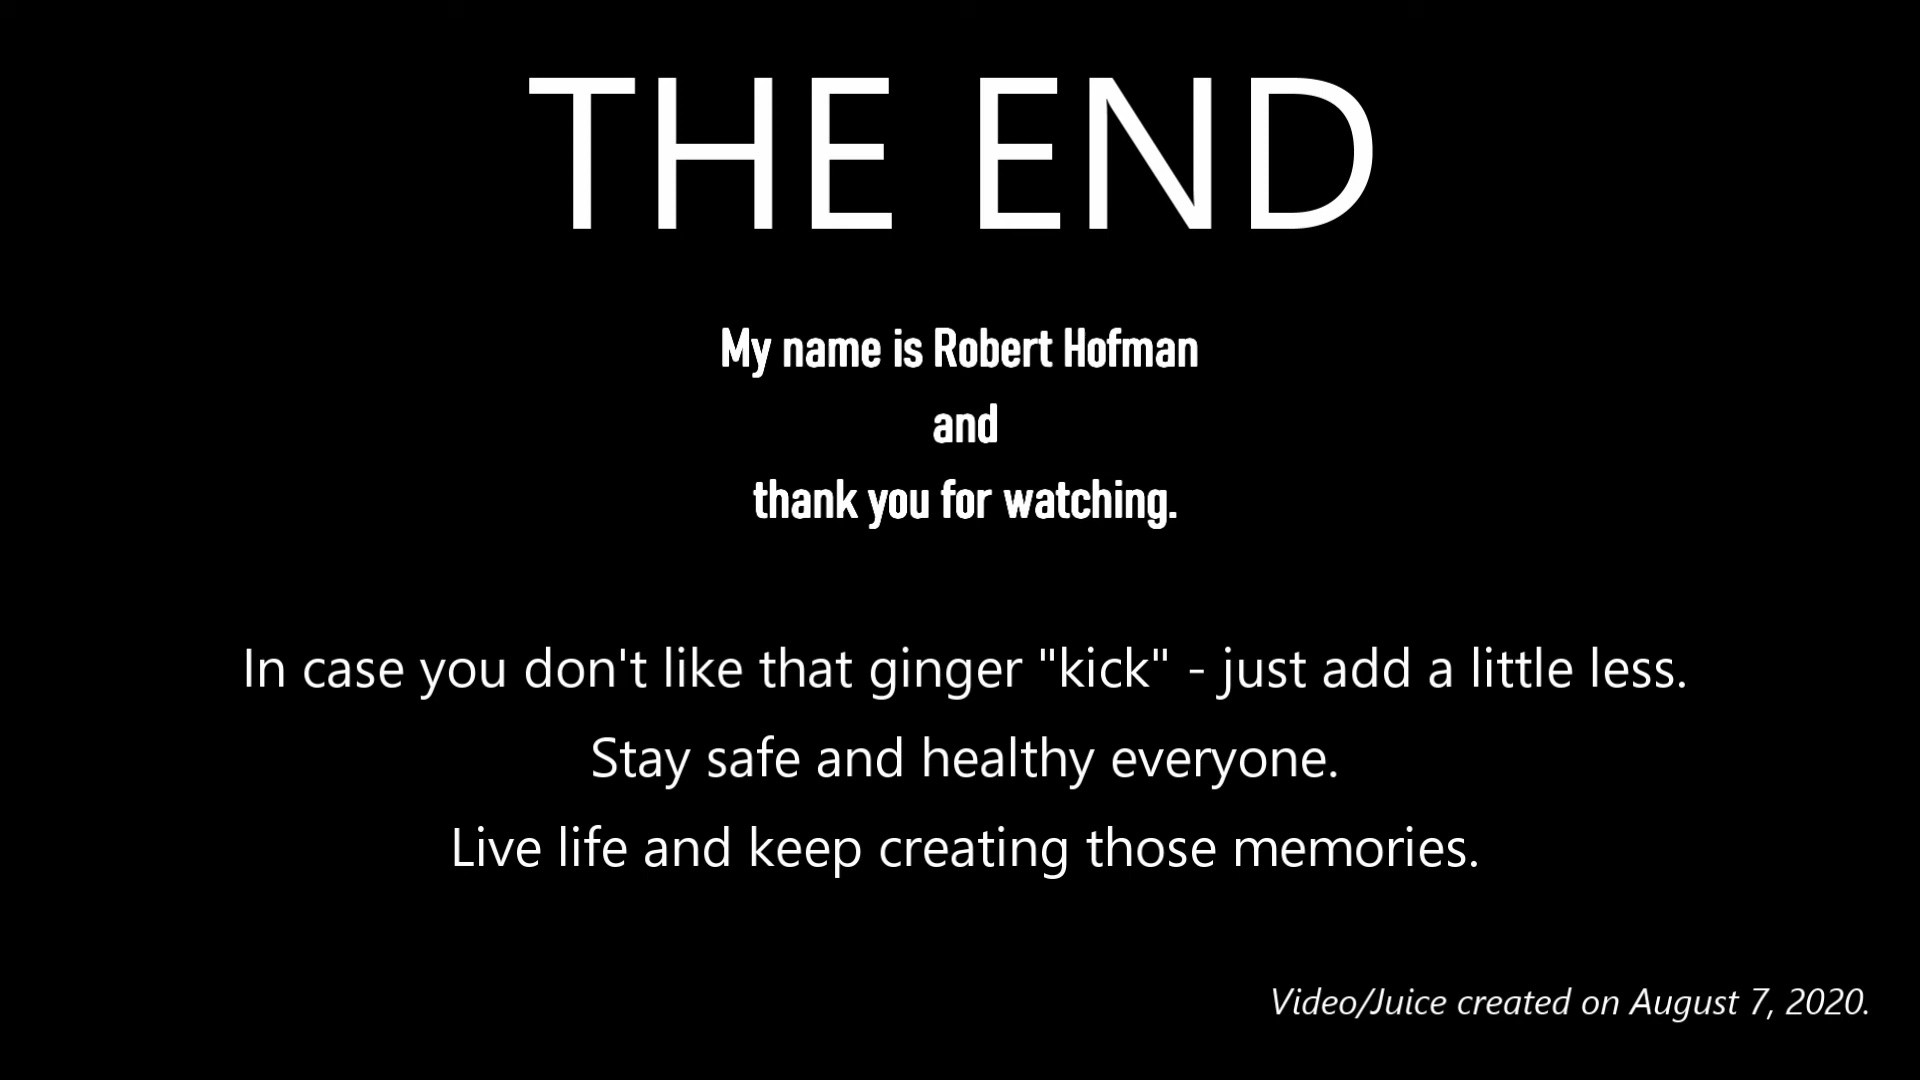 THE END
My name is Robert Hofman
and
thank you for watching.
In case you don't like that ginger "kick" - just add a little less.
Stay safe and healthy everyone.
Live life and keep creating those memories.
Video/Juice created on August 7, 2020.